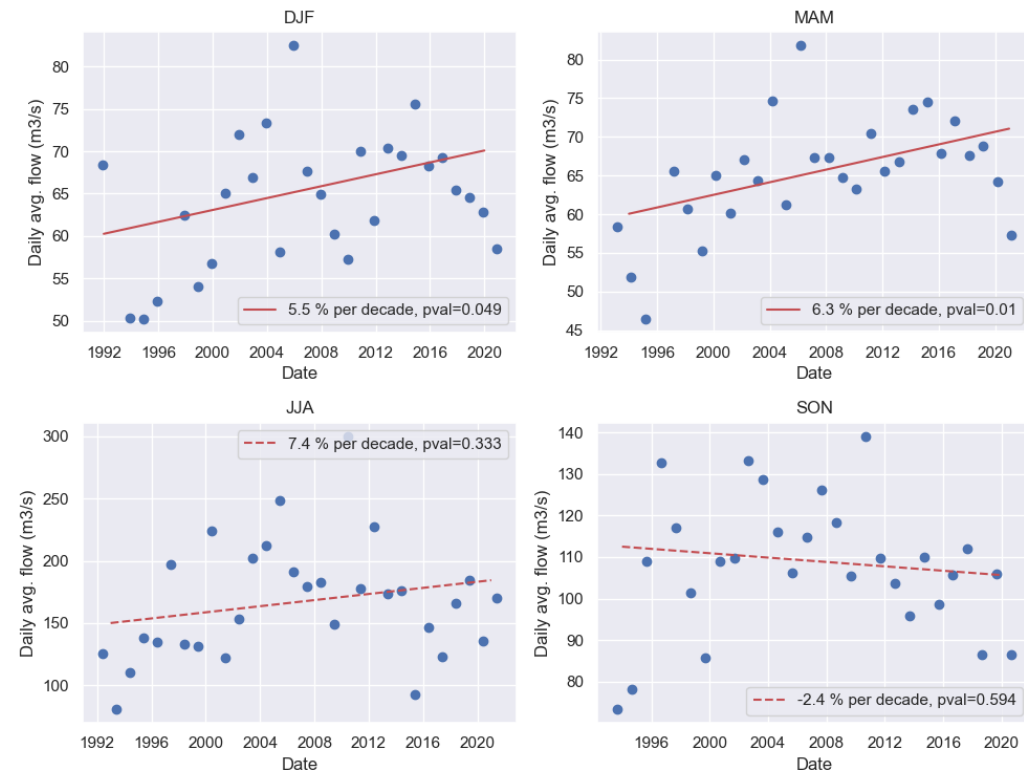 DJF
Daily avg. flow (m3/s)
80
75
70
65
60
55
50
5.5 % per decade, pval=0.049
1992 1996 2000 2004 2008 2012 2016 2020
Date
MAM
Daily avg. flow (m3/s)
80
75
70
65
60
55
50
45
6.3 % per decade, pval=0.01
1992 1996 2000 2004 2008 2012 2016 2020
Date
JJA
Daily avg. flow (m3/s)
300
250
200
150
100
7.4 % per decade, pval=0.333
1992 1996 2000 2004 2008 2012 2016 2020
Date
SON
Daily avg. flow (m3/s)
140
130
120
110
100
90
80
-2.4 % per decade, pval=0.594
1996 2000 2004 2008 2012 2016 2020
Date